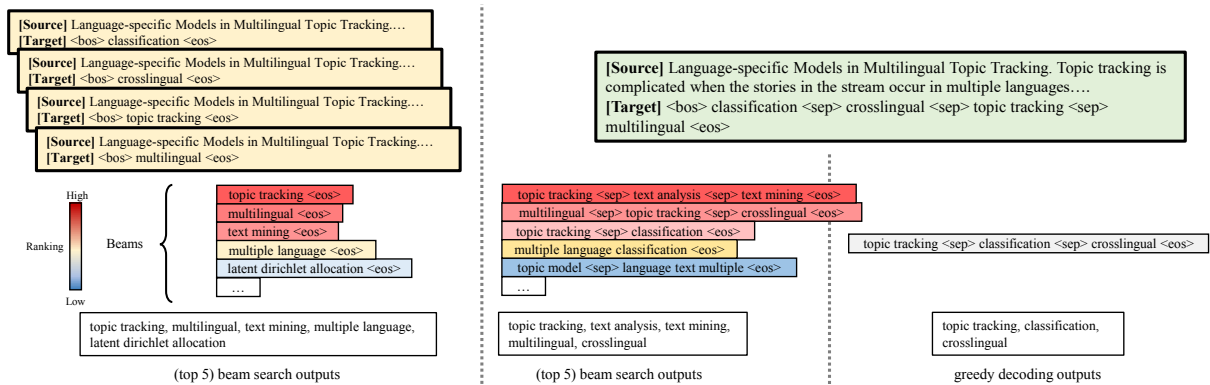 [Source] Language-specific Models in Multilingual Topic Tracking.…
[Target] <bos> classification <eos>
[Source] Language-specific Models in Multilingual Topic Tracking.…
[Target] <bos> crosslingual <eos>
[Source] Language-specific Models in Multilingual Topic Tracking.…
[Target] <bos> topic tracking <eos>
[Source] Language-specific Models in Multilingual Topic Tracking.…
[Target] <bos> multilingual <eos>
High
Ranking
Low
Beams
topic tracking <eos>
multilingual <eos>
text mining <eos>
multiple language <eos>
latent dirichlet allocation <eos>
…
topic tracking, multilingual, text mining, multiple language,
latent dirichlet allocation
(top 5) beam search outputs
[Source] Language-specific Models in Multilingual Topic Tracking. Topic tracking is
complicated when the stories in the stream occur in multiple languages….
[Target] <bos> classification <sep> crosslingual <sep> topic tracking <sep>
multilingual <eos>
topic tracking <sep> text analysis <sep> text mining <eos>
multilingual <sep> topic tracking <sep> crosslingual <eos>
topic tracking <sep> classification <eos>
multiple language classification <eos>
topic model <sep> language text multiple <eos>
…
topic tracking, text analysis, text mining,
multilingual, crosslingual
(top 5) beam search outputs
topic tracking <sep> classification <sep> crosslingual <eos>
topic tracking, classification,
crosslingual
greedy decoding outputs